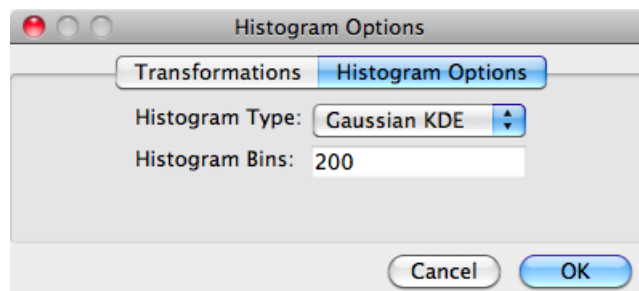 Histogram Options
Transformations Histogram Options
Histogram Type: Gaussian KDE
Histogram Bins: 200
Cancel OK